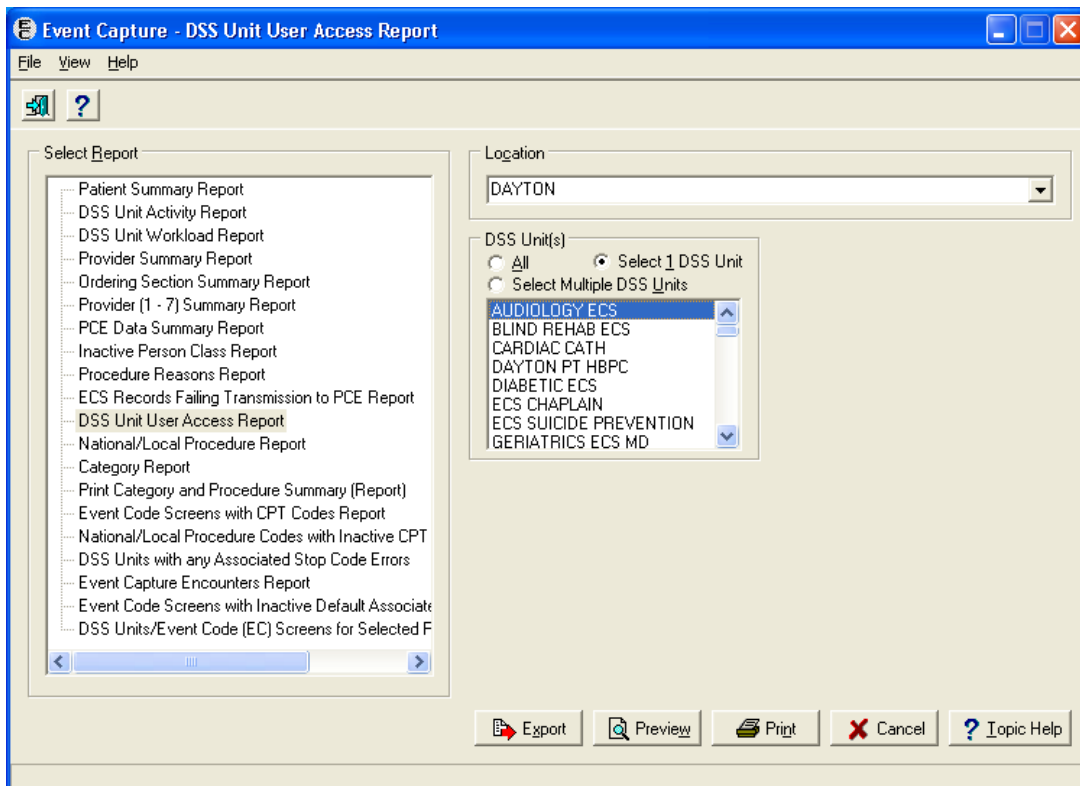 Event Capture - DSS Unit User Access Report
File View Help
Select Report
Patient Summary Report
DSS Unit Activity Report
DSS Unit Workload Report
Provider Summary Report
Ordering Section Summary Report
Provider (1 - 7) Summary Report
PCE Data Summary Report
Inactive Person Class Report
Procedure Reasons Report
ECS Records Failing Transmission to PCE Report
DSS Unit User Access Report
National/Local Procedure Report
Category Report
Print Category and Procedure Summary (Report)
Event Code Screens with CPT Codes Report
National/Local Procedure Codes with Inactive CPT
DSS Units with any Associated Stop Code Errors
Event Capture Encounters Report
Event Code Screens with Inactive Default Associate
DSS Units/Event Code (EC) Screens for Selected F
Location
DAYTON
DSS Unit(s)
All Select 1 DSS Unit
Select Multiple DSS Units
AUDIOLOGY ECS
BLIND REHAB ECS
CARDIAC CATH
DAYTON PT HBPC
DIABETIC ECS
ECS CHAPLAIN
ECS SUICIDE PREVENTION
GERIATRICS ECS MD
Export Preview Print Cancel ? Topic Help